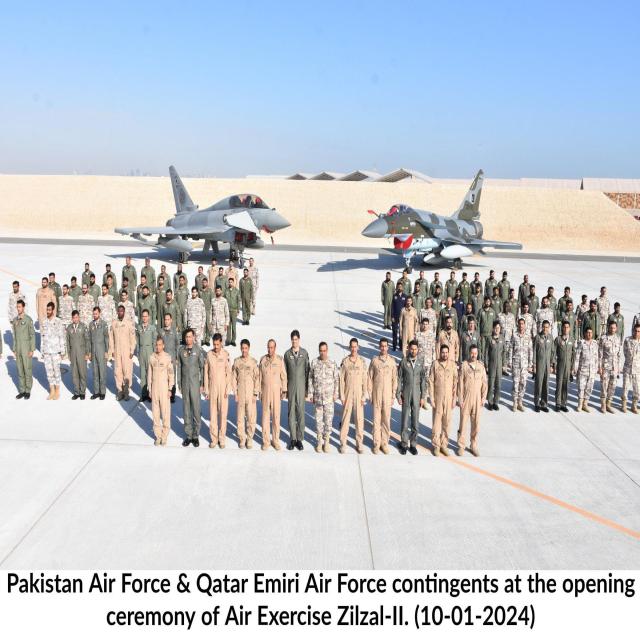 Pakistan Air Force & Qatar Emiri Air Force contingents at the opening
ceremony of Air Exercise Zilzal-II. (10-01-2024)